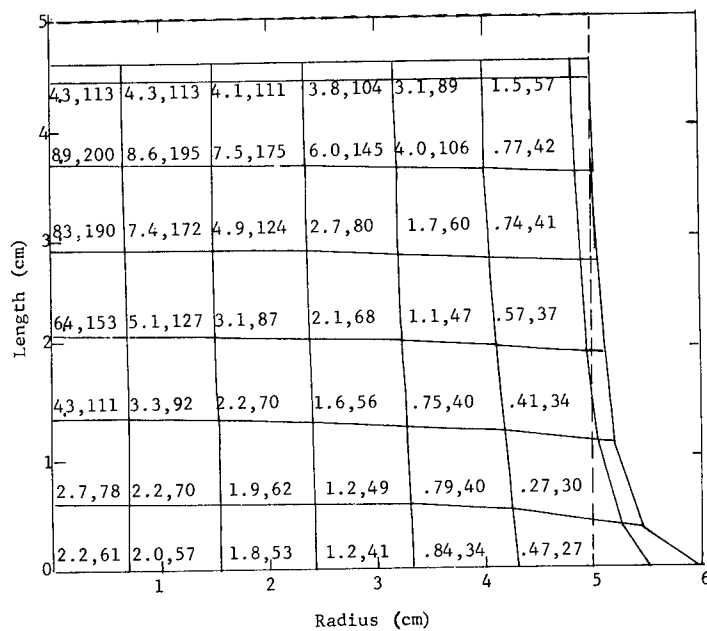 5
43,113 4.3,113 4.1,111 3.8,104 3.1,89 1.5,57
4
89,200 8.6,195 7.5,175 6.0,145 4.0,106 .77,42
83,190 7.4,172 4.9,124 2.7,80 1.7,60 .74,41
3
Length (cm)
64,153 5.1,127 3.1,87 2.1,68 1.1,47 .57,37
2
43,111 3.3,92 2.2,70 1.6,56 .75,40 .41,34
1
2.7,78 2.2,70 1.9,62 1.2,49 .79,40 .27,30
2.2,61 2.0,57 1.8,53 1.2,41 .84,34 .47,27
0
1 2 3 4 5 6
Radius (cm)